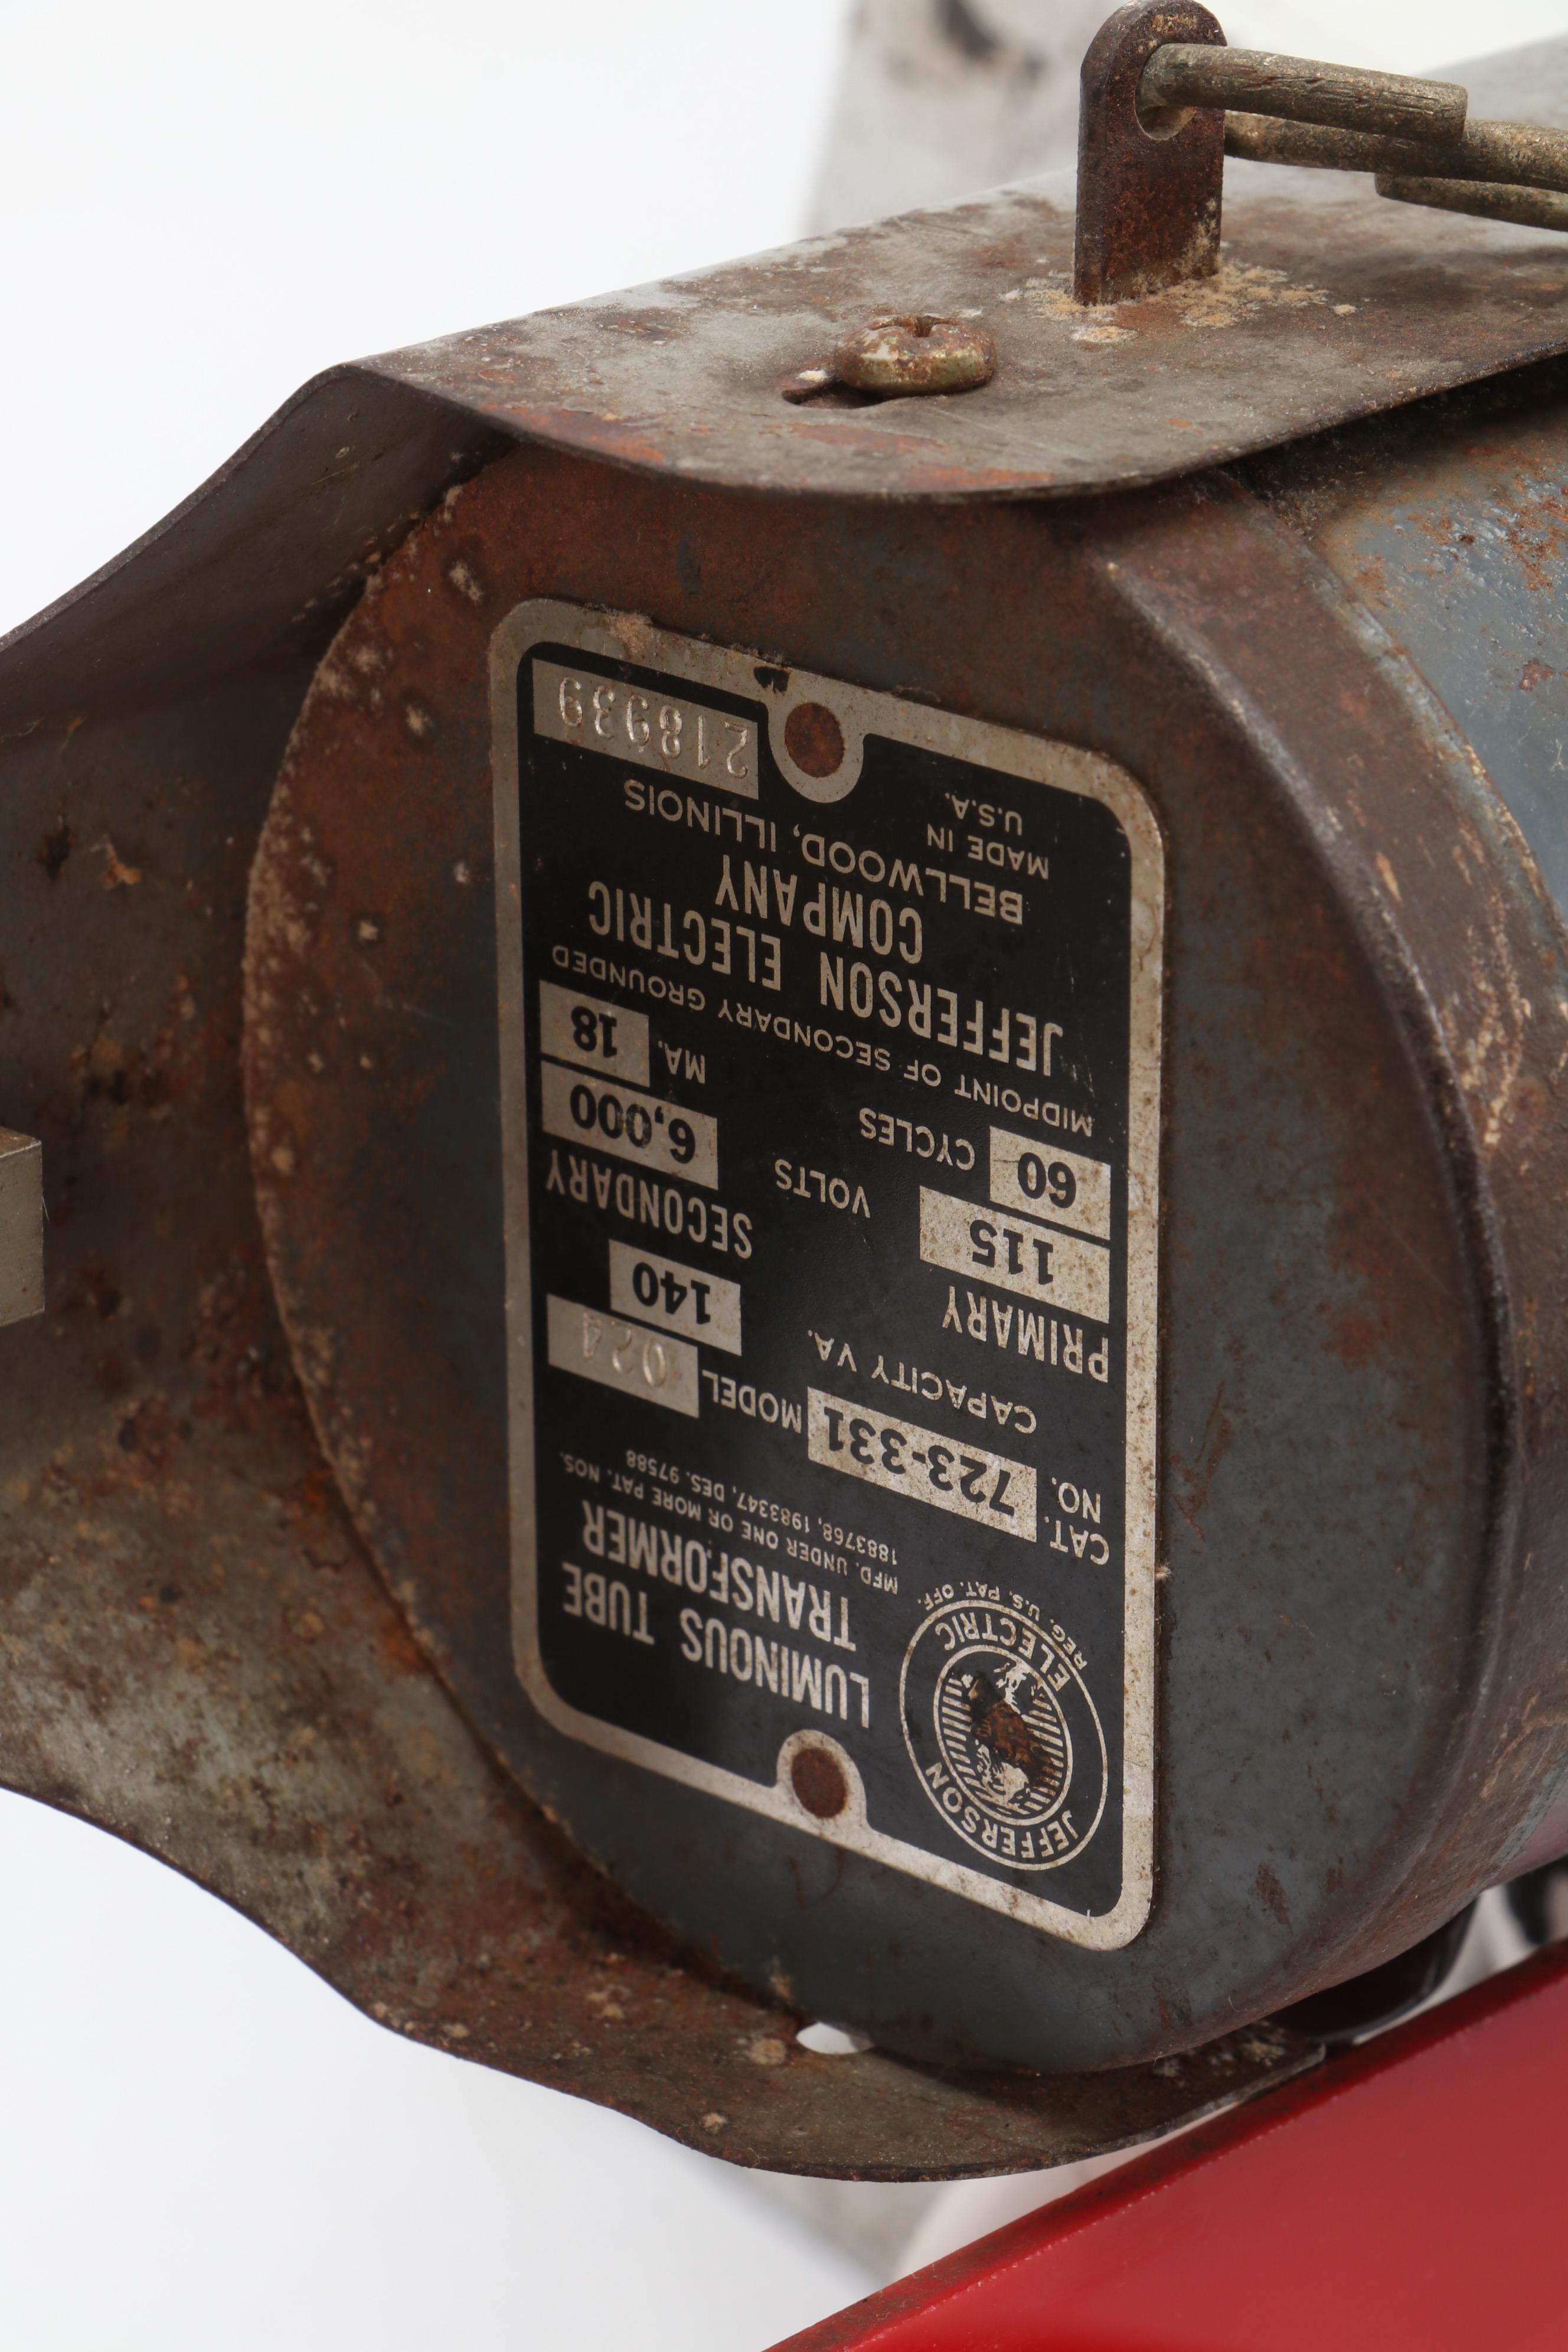 JEFFERSON
ELECTRIC
REG. U.S. PAT. OFF.
LUMINOUS TUBE
TRANSFORMER
MFD. UNDER ONE OR MORE PAT. NOS.
1883768, 1983347, DES. 97588
CAT. NO. 723-331 MODEL 024
CAPACITY VA. 140
PRIMARY SECONDARY
115 VOLTS 6,000
60 CYCLES MA. 18
MIDPOINT OF SECONDARY GROUNDED
JEFFERSON ELECTRIC
COMPANY
BELLWOOD, ILLINOIS
MADE IN
U.S.A.
218939